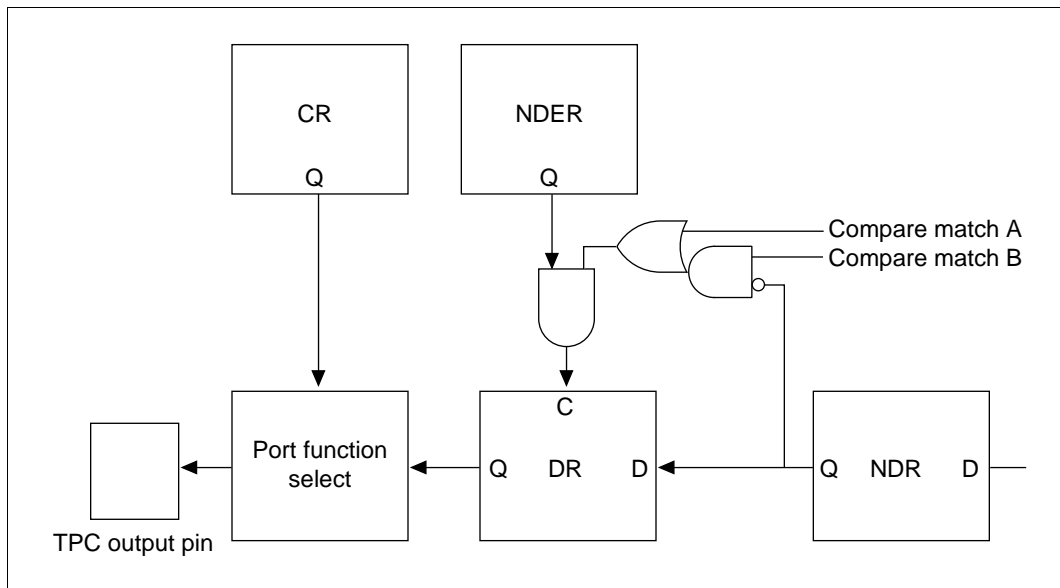 CR
Q
NDER
Q
Compare match A
Compare match B
C
Port function
select
Q
DR
D
Q
NDR
D
TPC output pin